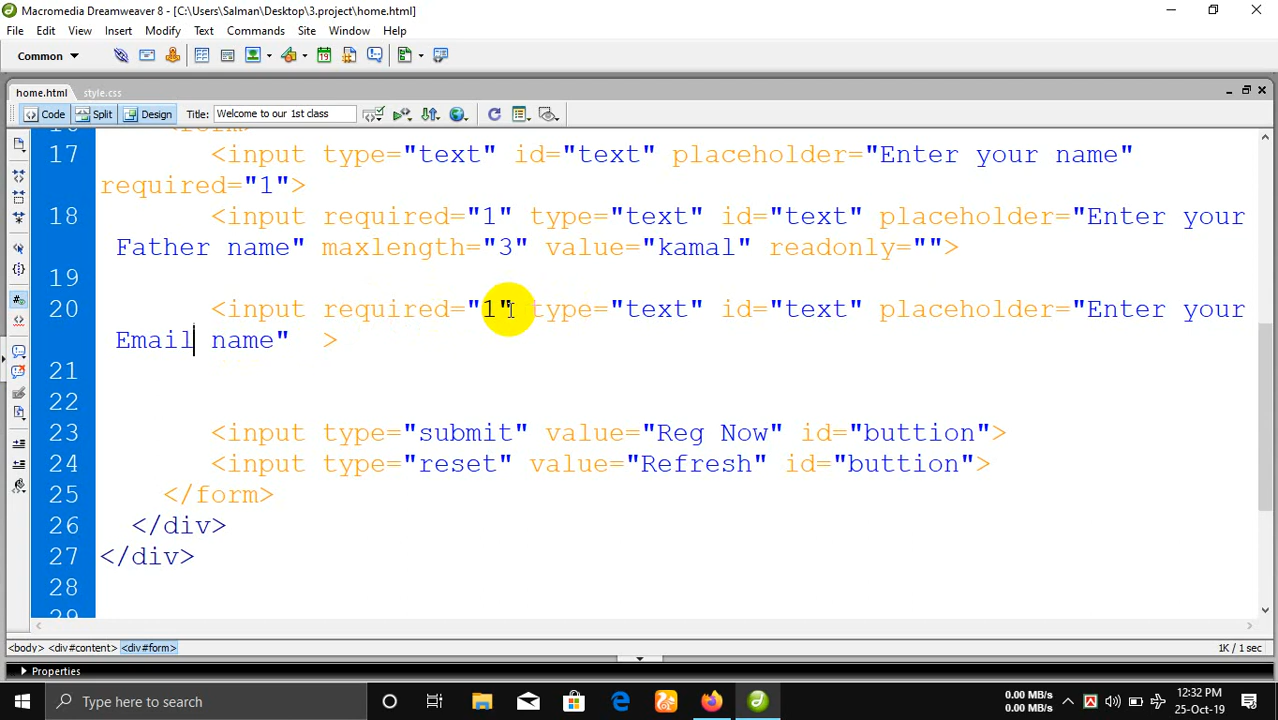 Macromedia Dreamweaver 8 - [C:\Users\Salman\Desktop\3.project\home.html]
File Edit View Insert Modify Text Commands Site Window Help
Common
home.html style.css
Code Split Design Title: Welcome to our 1st class
17 <input type="text" id="text" placeholder="Enter your name"
required="1">
18 <input required="1" type="text" id="text" placeholder="Enter your
Father name" maxlength="3" value="kamal" readonly="">
19
20 <input required="1" type="text" id="text" placeholder="Enter your
Email name" >
21
22
23 <input type="submit" value="Reg Now" id="buttion">
24 <input type="reset" value="Refresh" id="buttion">
25 </form>
26 </div>
27 </div>
28
<body> <div#content> <div#form> 1K / 1 sec
Properties
Type here to search
0.00 MB/s
0.00 MB/s
12:32 PM
25-Oct-19